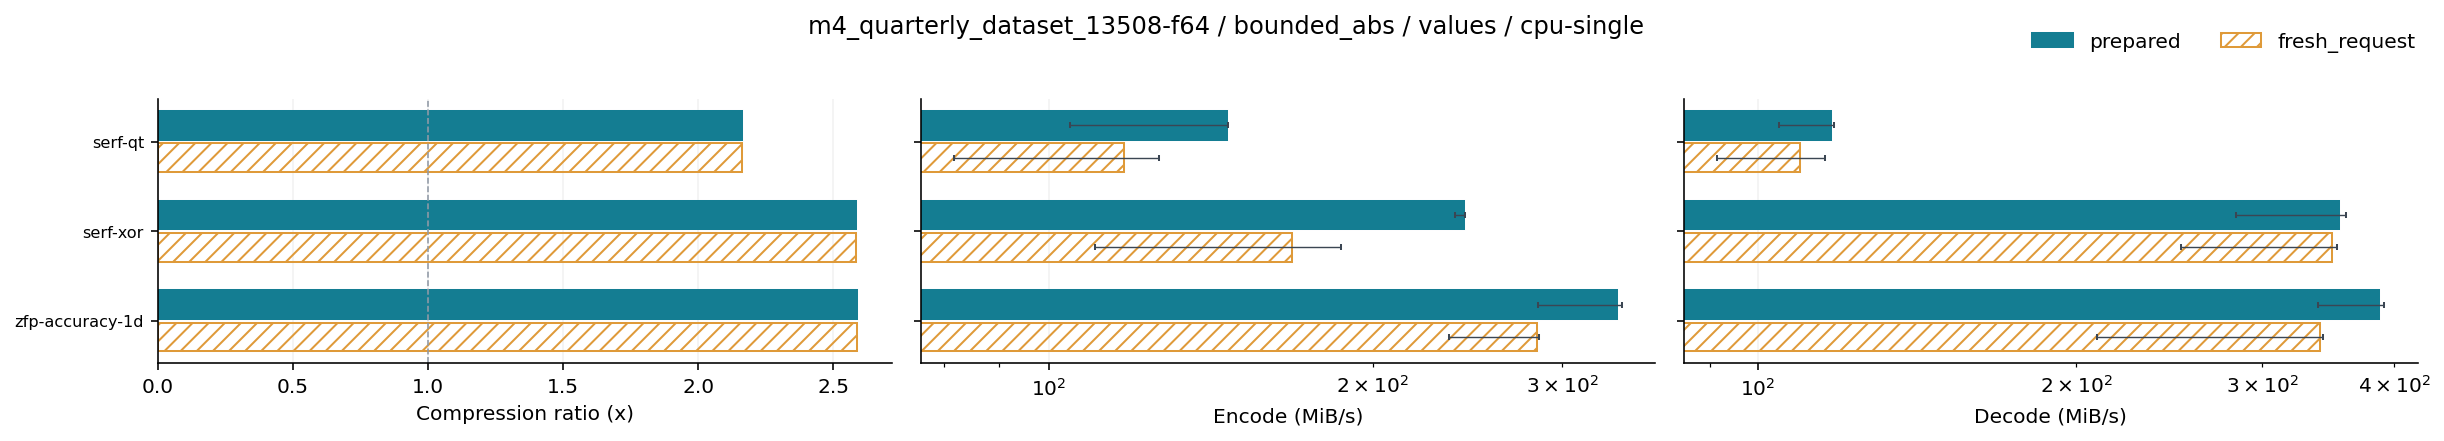 m4_quarterly_dataset_13508-f64 / bounded_abs / values / cpu-single
prepared fresh_request
serf-qt
serf-xor
zfp-accuracy-1d
0.0 0.5 1.0 1.5 2.0 2.5
Compression ratio (x)
10² 2 × 10² 3 × 10²
Encode (MiB/s)
10² 2 × 10² 3 × 10² 4 × 10²
Decode (MiB/s)